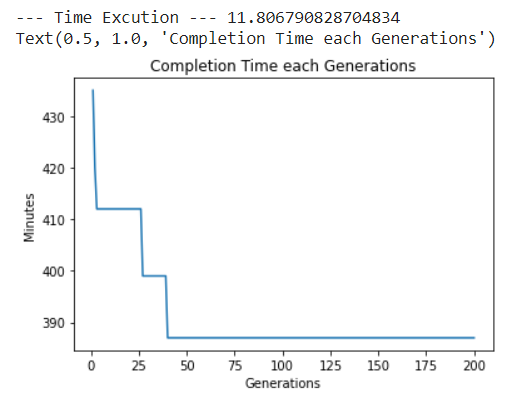 --- Time Excution --- 11.806790828704834
Text(0.5, 1.0, 'Completion Time each Generations')
Completion Time each Generations
430
420
410
400
390
Minutes
0 25 50 75 100 125 150 175 200
Generations